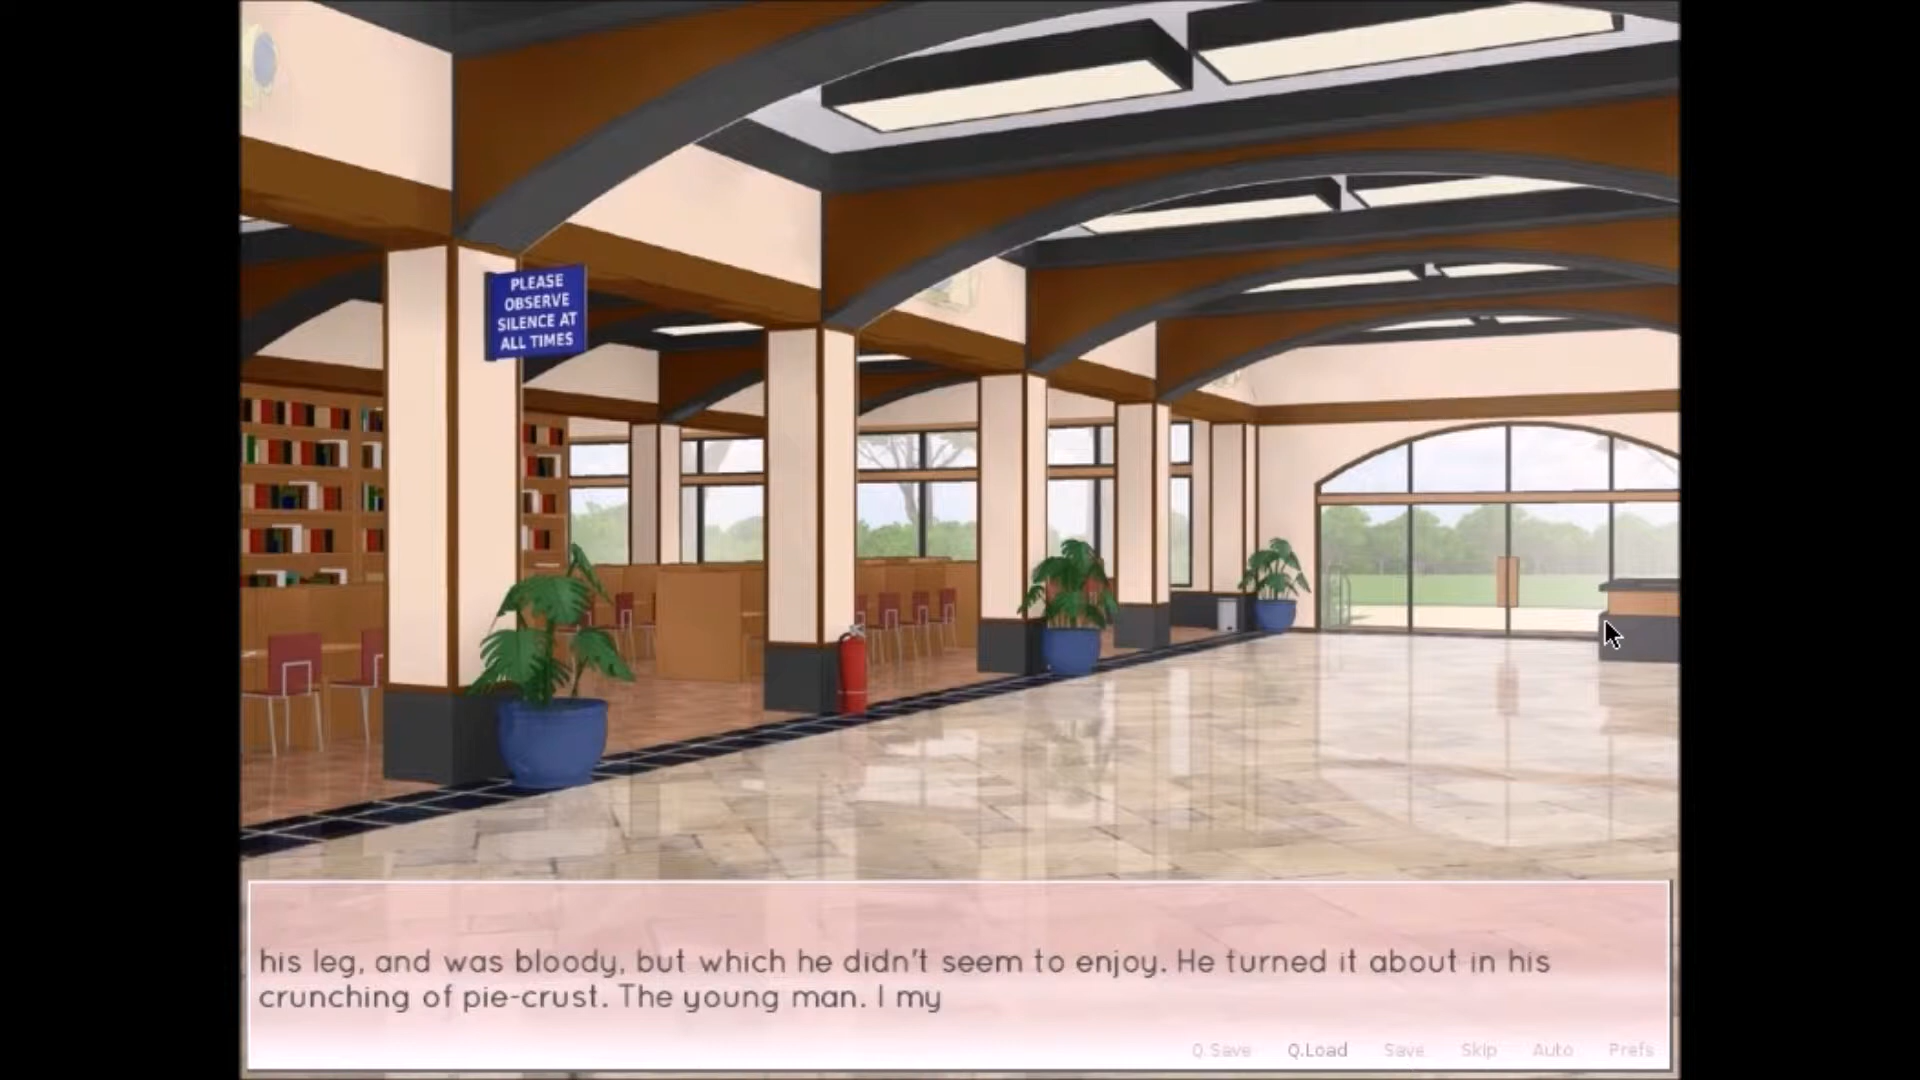 PLEASE
OBSERVE
SILENCE AT
ALL TIMES
his leg, and was bloody, but which he didn't seem to enjoy. He turned it about in his
crunching of pie-crust. The young man. I my
Q.Save Q.Load Save Skip Auto Prefs